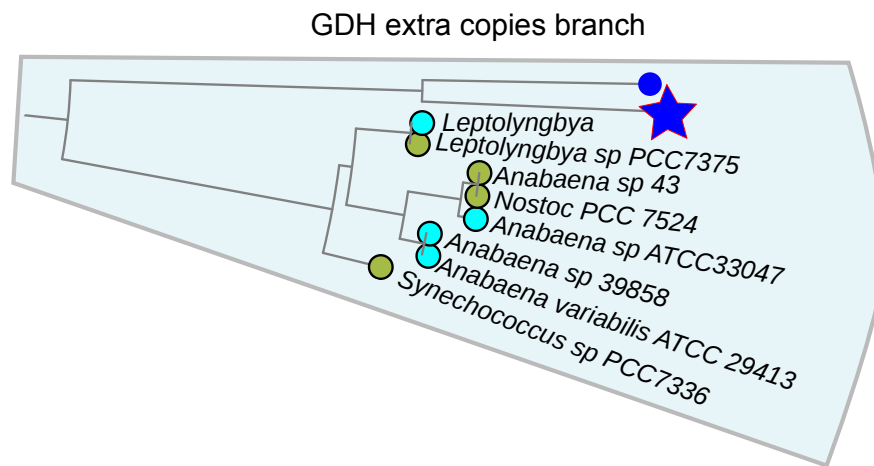 GDH extra copies branch
Leptolyngbya
Leptolyngbya sp PCC7375
Anabaena sp 43
Nostoc PCC 7524
Anabaena sp ATCC33047
Anabaena sp 39858
Anabaena variabilis ATCC 29413
Synechococcus sp PCC7336